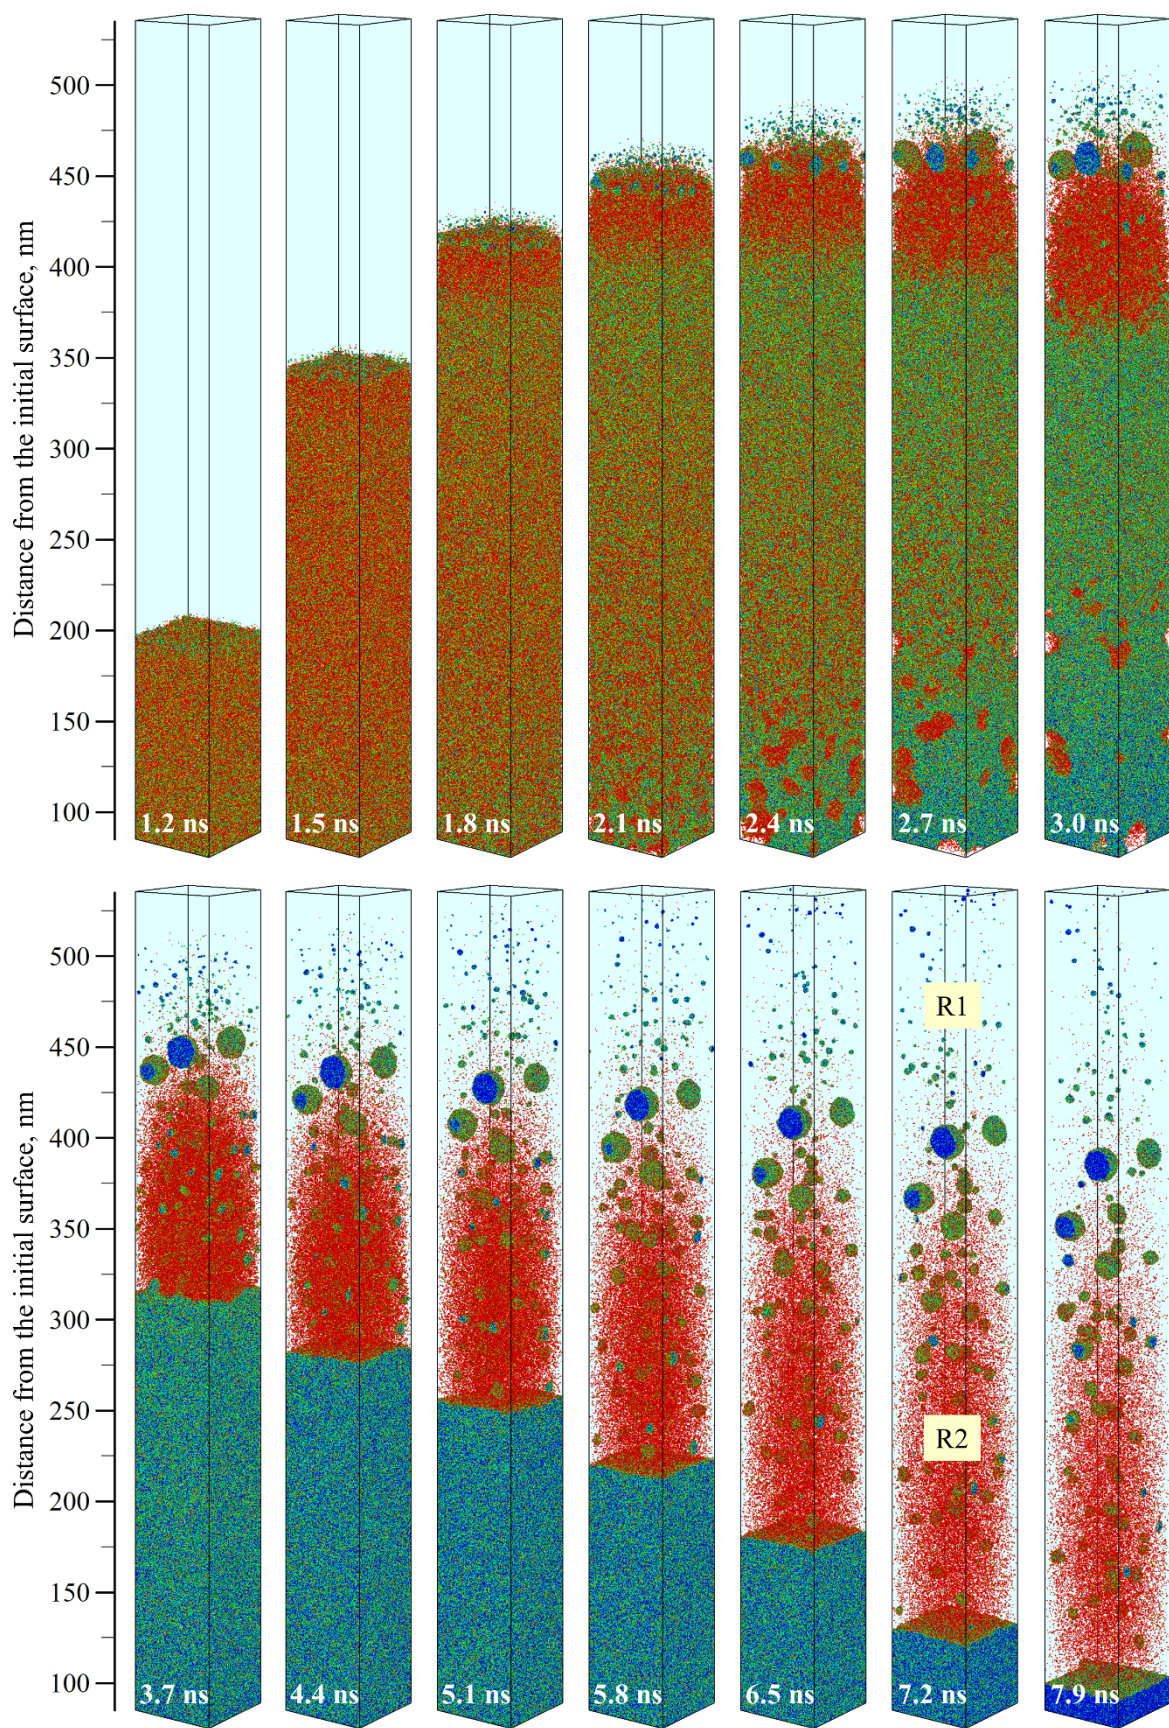 Distance from the initial surface, nm
500
450
400
350
300
250
200
150
100
1.2 ns
1.5 ns
1.8 ns
2.1 ns
2.4 ns
2.7 ns
3.0 ns
Distance from the initial surface, nm
500
450
400
350
300
250
200
150
100
R1
R2
3.7 ns
4.4 ns
5.1 ns
5.8 ns
6.5 ns
7.2 ns
7.9 ns